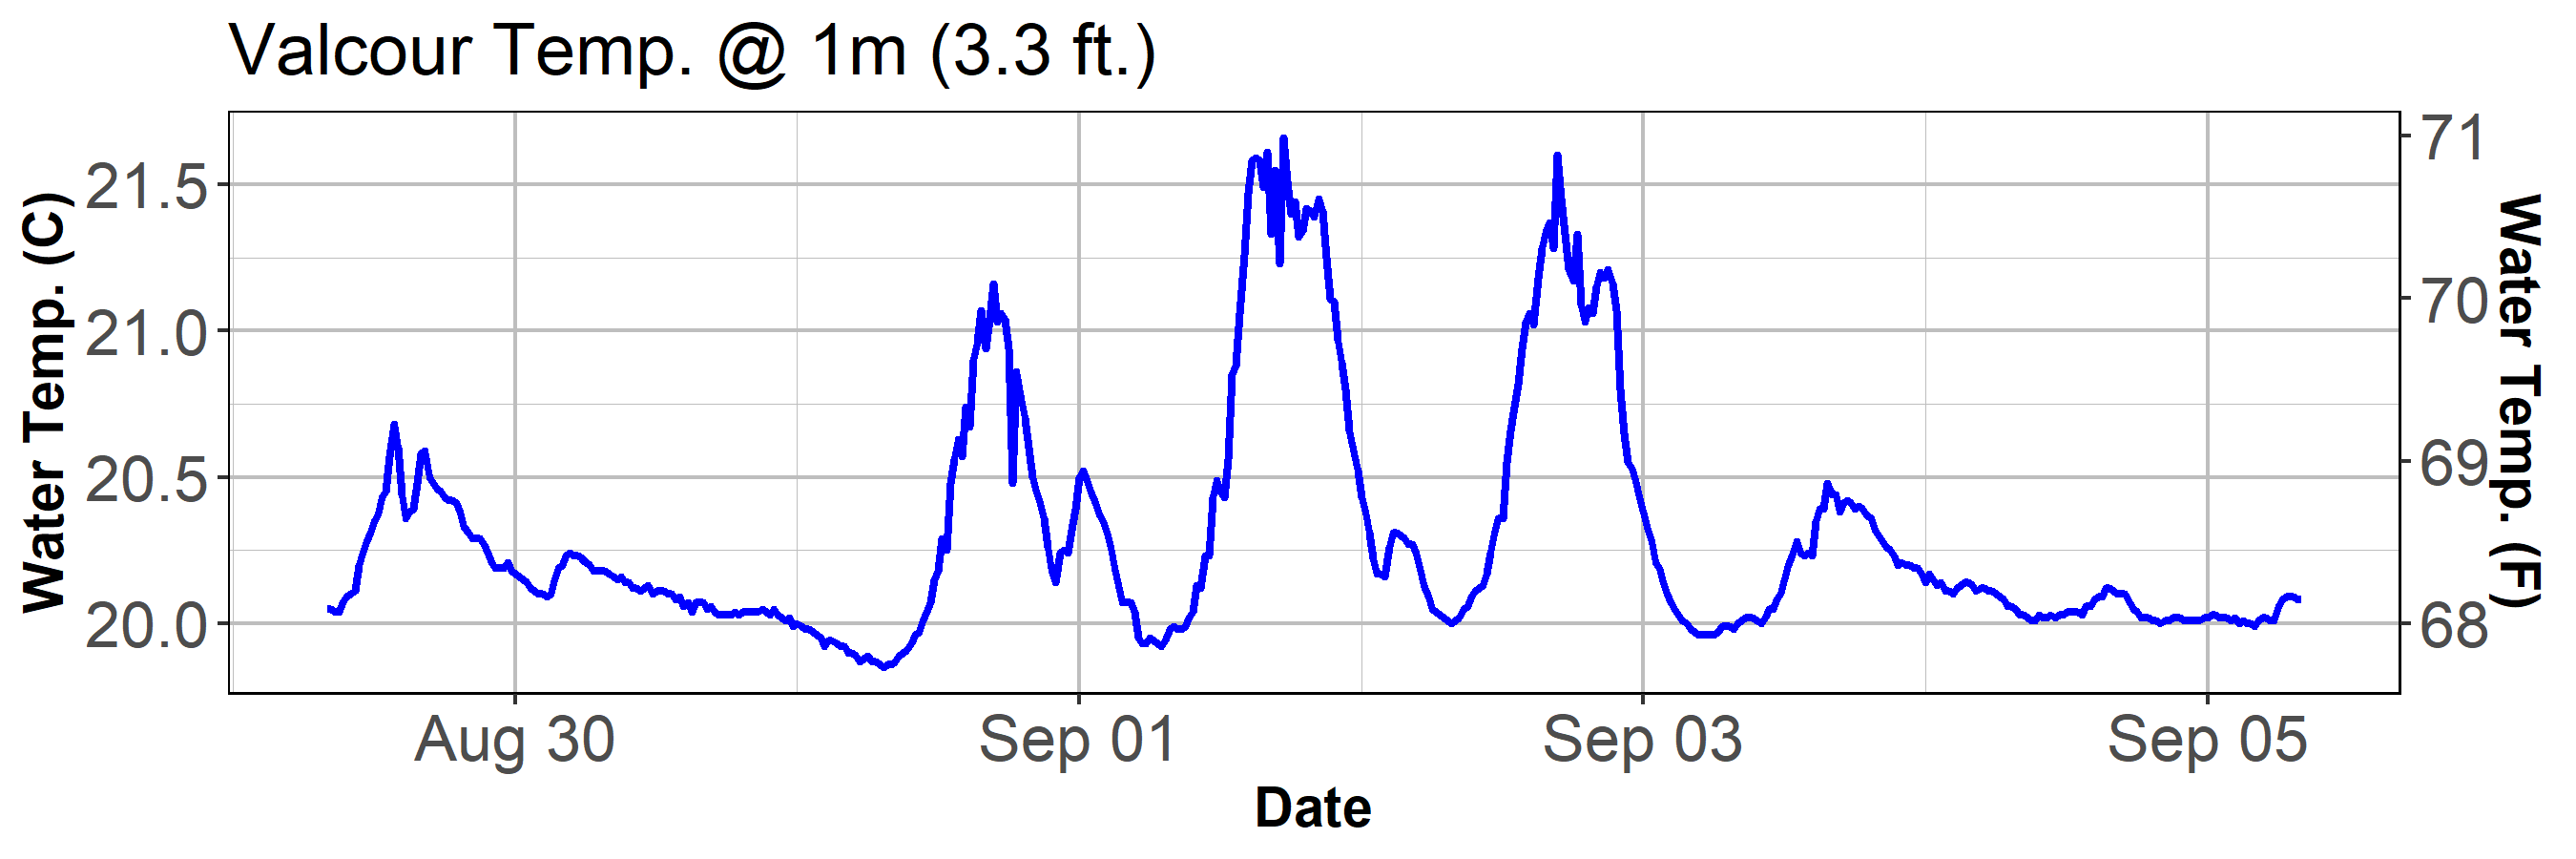 Valcour Temp. @ 1m (3.3 ft.)
Water Temp. (C)
21.5
21.0
20.5
20.0
71
70
69
68
Water Temp. (F)
Aug 30
Sep 01
Sep 03
Sep 05
Date